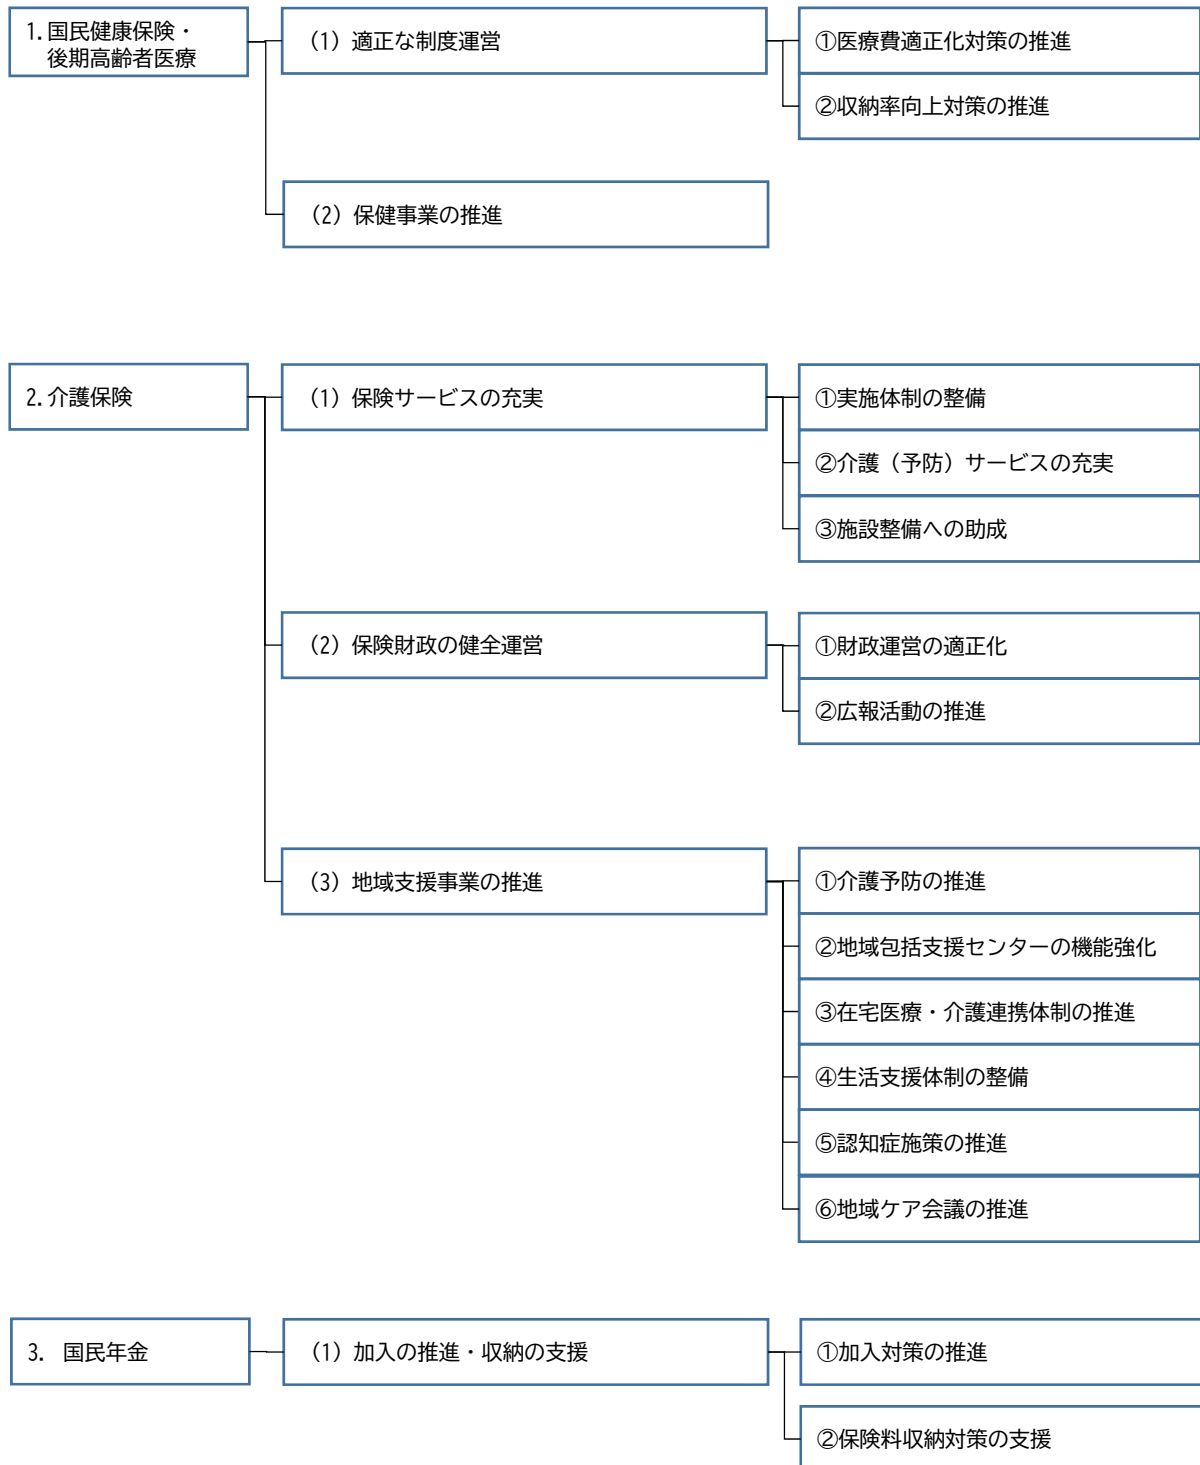 1.国民健康保険・
後期高齢者医療
(1) 適正な制度運営
①医療費適正化対策の推進
②収納率向上対策の推進
(2) 保健事業の推進
2.介護保険
(1) 保険サービスの充実
①実施体制の整備
②介護（予防）サービスの充実
③施設整備への助成
(2) 保険財政の健全運営
①財政運営の適正化
②広報活動の推進
(3) 地域支援事業の推進
①介護予防の推進
②地域包括支援センターの機能強化
③在宅医療・介護連携体制の推進
④生活支援体制の整備
⑤認知症施策の推進
⑥地域ケア会議の推進
3. 国民年金
(1) 加入の推進・収納の支援
①加入対策の推進
②保険料収納対策の支援